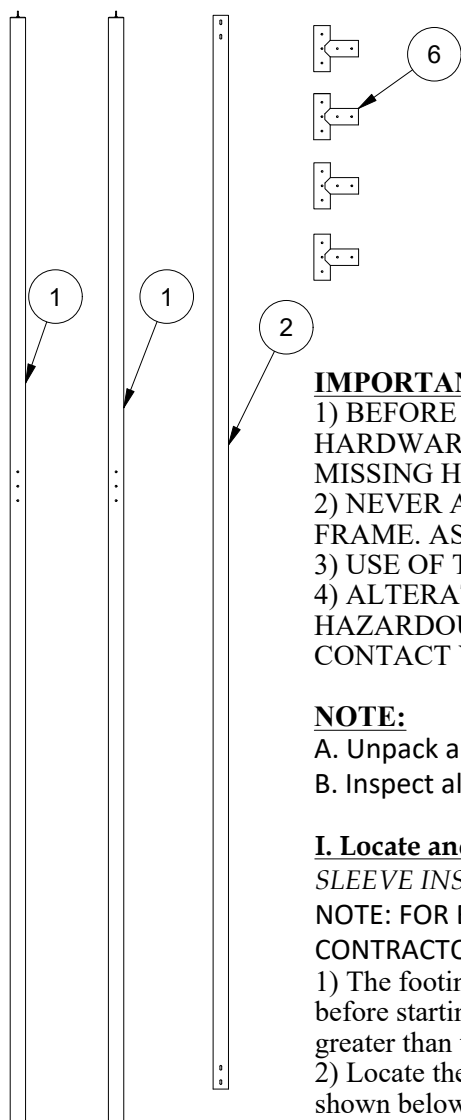 6
1
1
2
IMPORTAN
1) BEFORE
HARDWAR
MISSING H
2) NEVER A
FRAME. AS
3) USE OF T
4) ALTERA
HAZARDOU
CONTACT
NOTE:
A. Unpack a
B. Inspect al
I. Locate and
SLEEVE INS
NOTE: FOR
CONTRACTO
1) The footin
before startin
greater than
2) Locate the
shown below